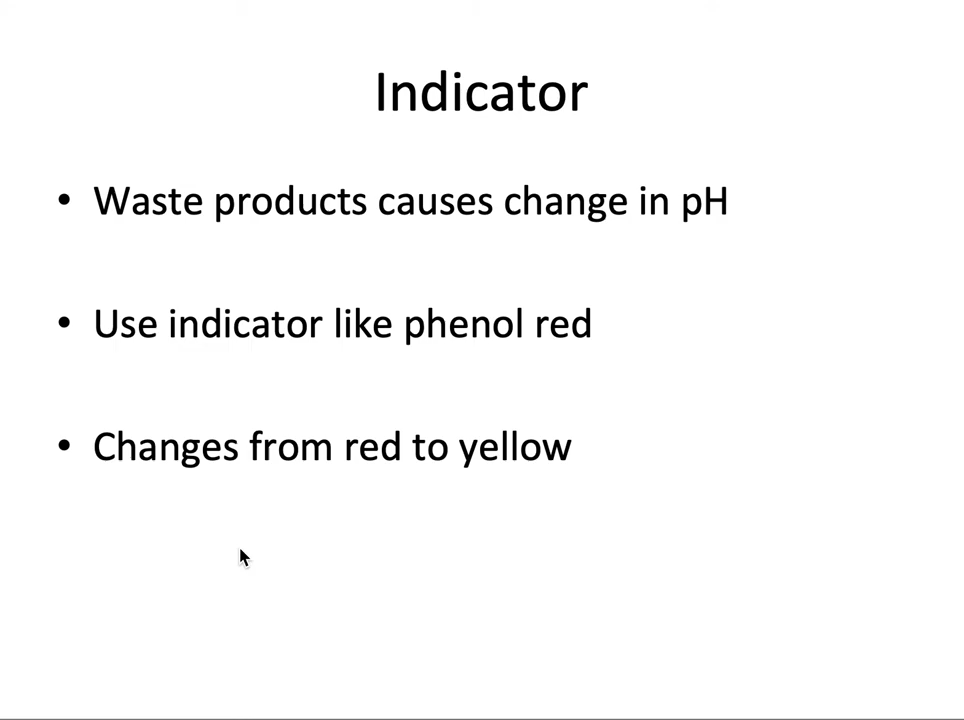 Indicator
• Waste products causes change in pH
• Use indicator like phenol red
• Changes from red to yellow